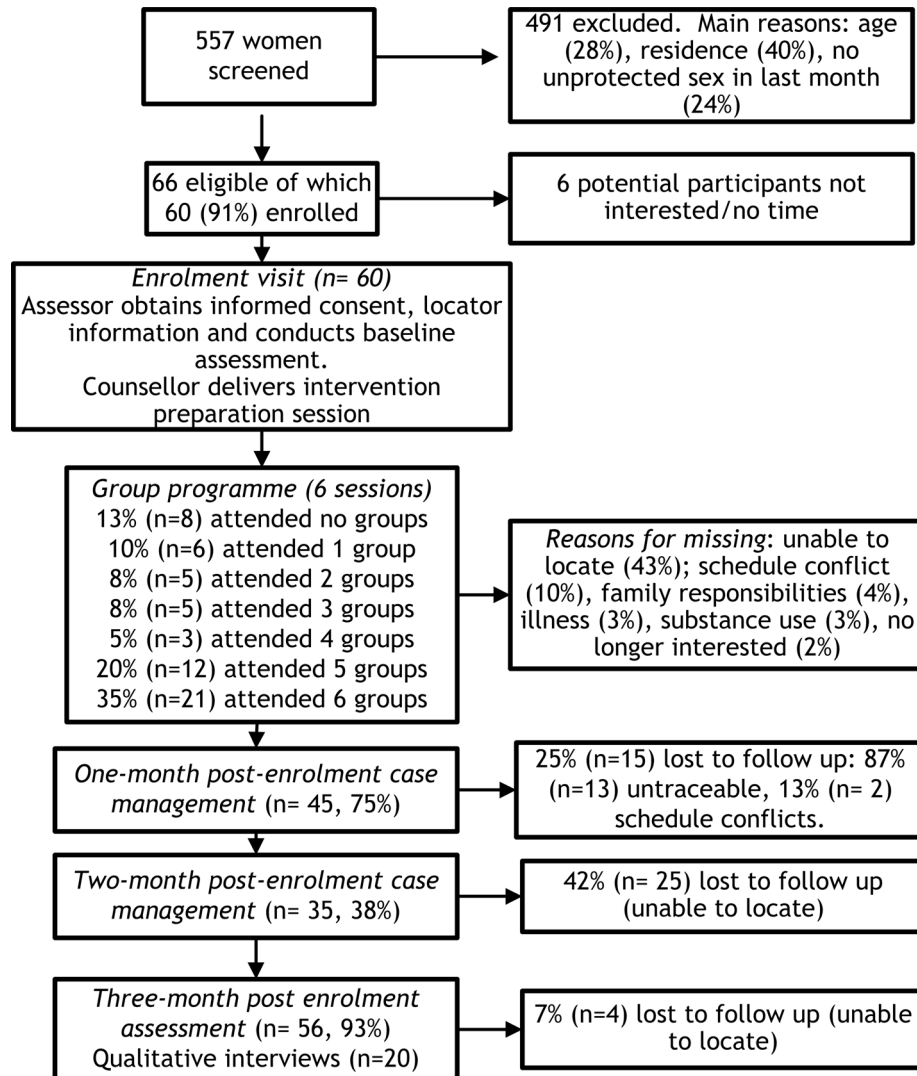 557 women
screened
491 excluded.  Main reasons: age
(28%), residence (40%), no
unprotected sex in last month
(24%)
66 eligible of which
60 (91%) enrolled
6 potential participants not
interested/no time
Enrolment visit (n= 60)
Assessor obtains informed consent, locator
information and conducts baseline
assessment.
Counsellor delivers intervention
preparation session
Group programme (6 sessions)
13% (n=8) attended no groups
10% (n=6) attended 1 group
8% (n=5) attended 2 groups
8% (n=5) attended 3 groups
5% (n=3) attended 4 groups
20% (n=12) attended 5 groups
35% (n=21) attended 6 groups
Reasons for missing: unable to
locate (43%); schedule conflict
(10%), family responsibilities (4%),
illness (3%), substance use (3%), no
longer interested (2%)
One-month post-enrolment case
management (n= 45, 75%)
25% (n=15) lost to follow up: 87%
(n=13) untraceable, 13% (n= 2)
schedule conflicts.
Two-month post-enrolment case
management (n= 35, 38%)
42% (n= 25) lost to follow up
(unable to locate)
Three-month post enrolment
assessment (n= 56, 93%)
Qualitative interviews (n=20)
7% (n=4) lost to follow up (unable
to locate)